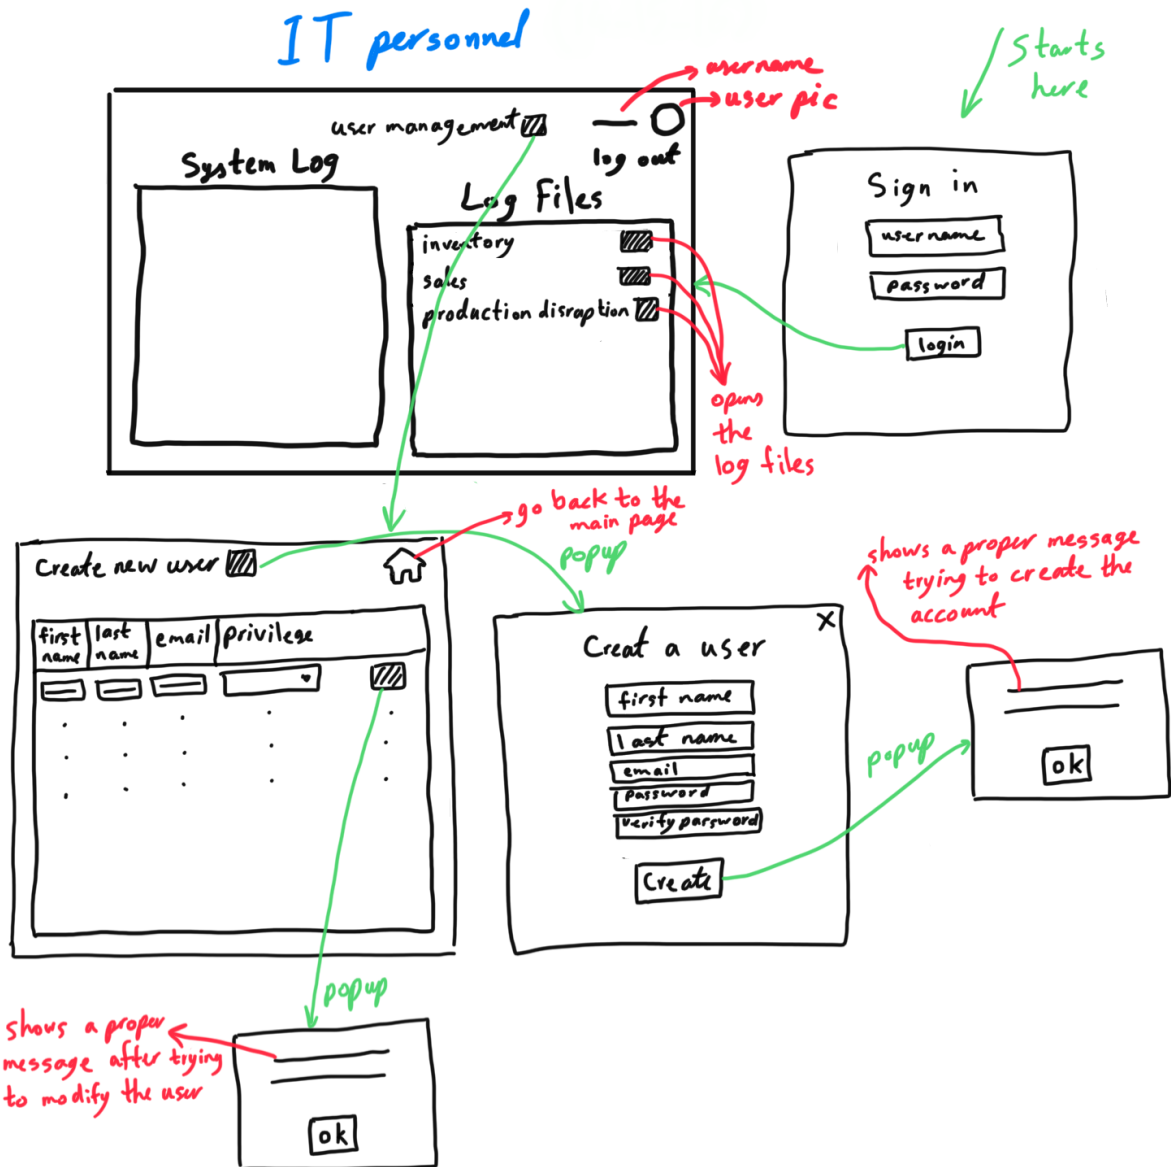 IT personnel
username
user pic
Starts
here
user management
log out
System Log
Log Files
inventory
sales
production disraption
opens
the
log files
Sign in
username
password
login
go back to the
main page
Create new user
popup
first
name
last
name
email
privilege
Creat a user
X
first name
last name
email
password
verify password
Create
popup
shows a proper message
trying to create the
account
ok
popup
shows a proper
message after trying
to modify the user
ok